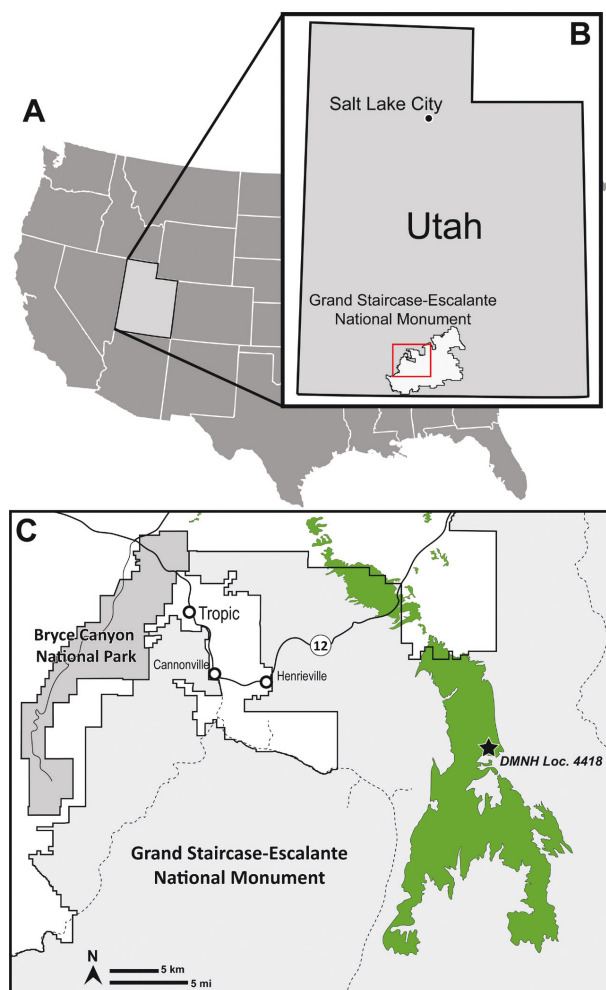 A
B
Salt Lake City
Utah
Grand Staircase-Escalante
National Monument
C
Tropic
Bryce Canyon
National Park
12
Cannonville
Henrieville
DMNH Loc. 4418
Grand Staircase-Escalante
National Monument
N
5 km
5 mi